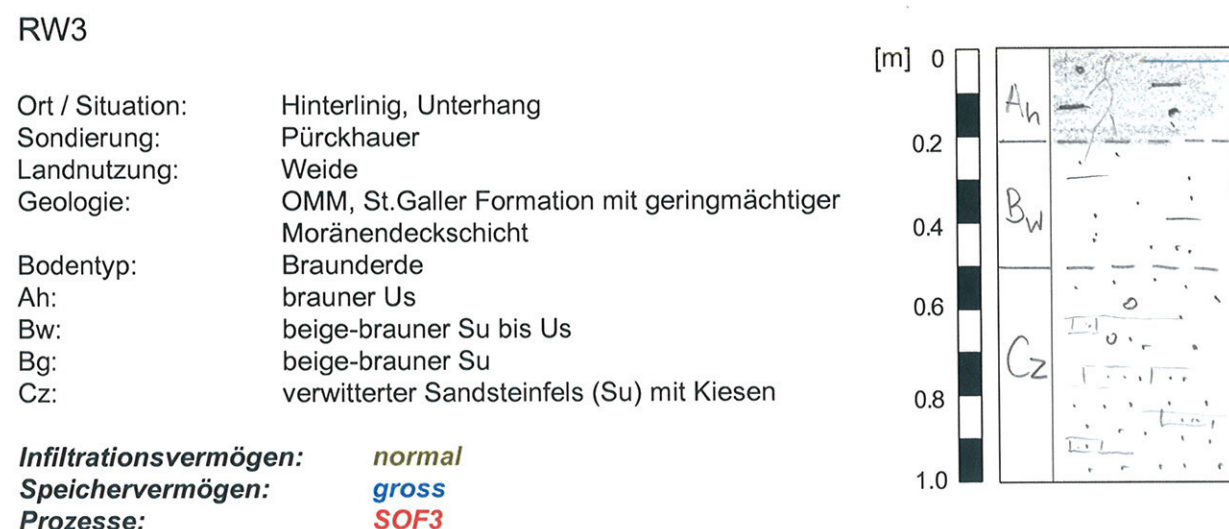 RW3
Ort / Situation: Hinterlinig, Unterhang
Sondierung: Pürckhauer
Landnutzung: Weide
Geologie: OMM, St.Galler Formation mit geringmächtiger
Moränendeckschicht
Bodentyp: Braunderde
Ah: brauner Us
Bw: beige-brauner Su bis Us
Bg: beige-brauner Su
Cz: verwitterter Sandsteinfels (Su) mit Kiesen
Infiltrationsvermögen: normal
Speichervermögen: gross
Prozesse: SOF3
[m] 0
Ah
0.2
Bw
0.4
0.6
Cz
0.8
1.0